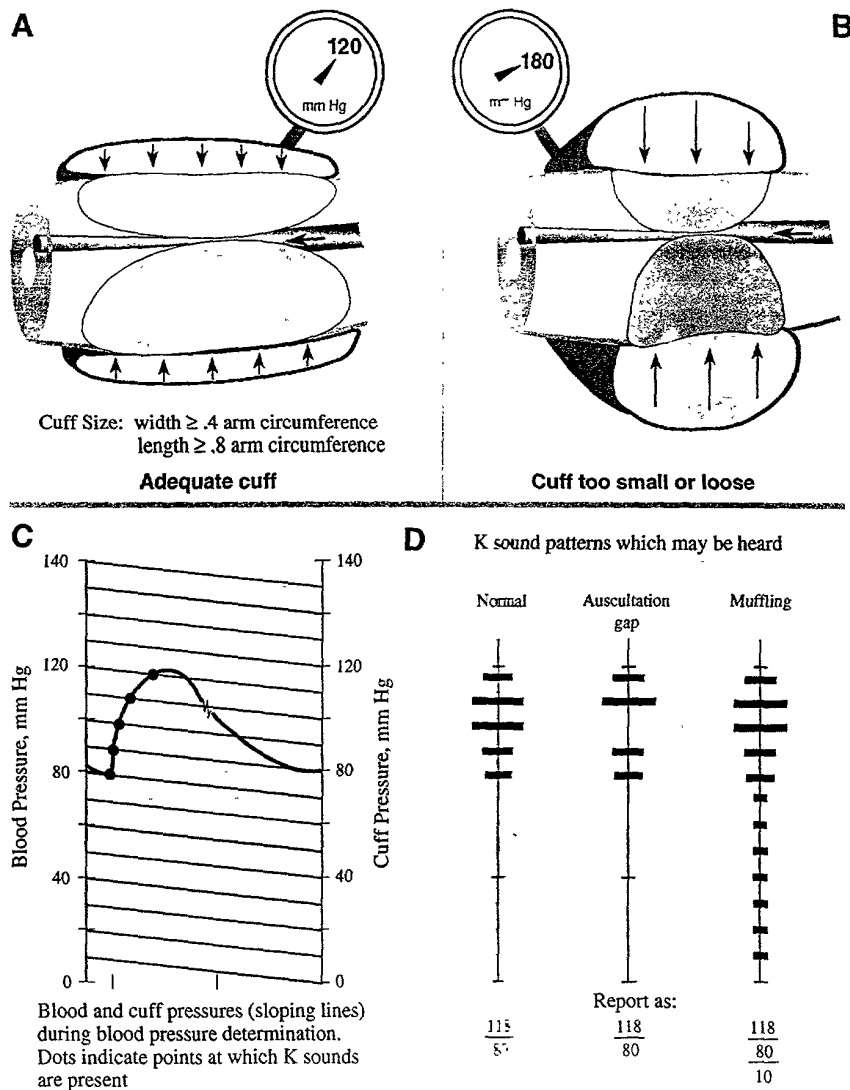 A
120
mm Hg
B
180
Hg
Cuff Size: width ≥ .4 arm circumference
length ≥ .8 arm circumference
Adequate cuff
Cuff too small or loose
C
140
120
80
40
0
Blood Pressure, mm Hg
140
120
80
40
0
Cuff Pressure, mm Hg
Blood and cuff pressures (sloping lines)
during blood pressure determination.
Dots indicate points at which K sounds
are present
D
K sound patterns which may be heard
Normal
Auscultation
gap
Muffling
Report as:
118
80
118
80
10